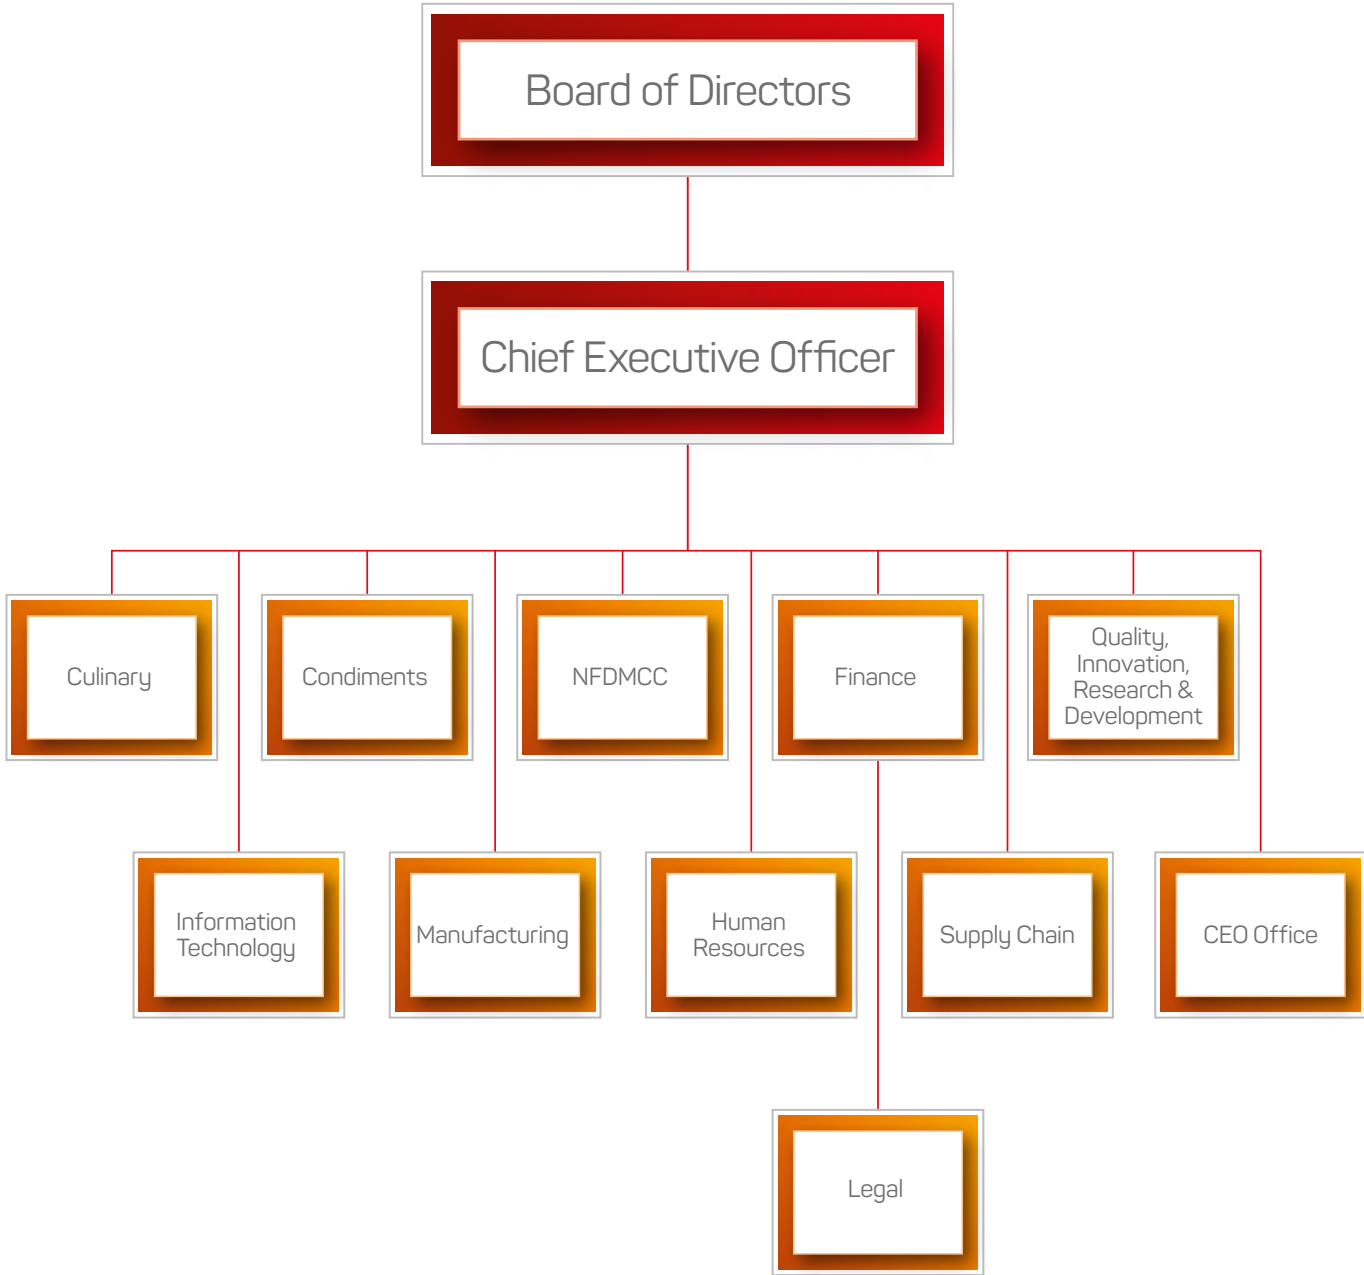 Board of Directors
Chief Executive Officer
Culinary
Condiments
NFDMCC
Finance
Quality,
Innovation,
Research &
Development
Information
Technology
Manufacturing
Human
Resources
Supply Chain
CEO Office
Legal